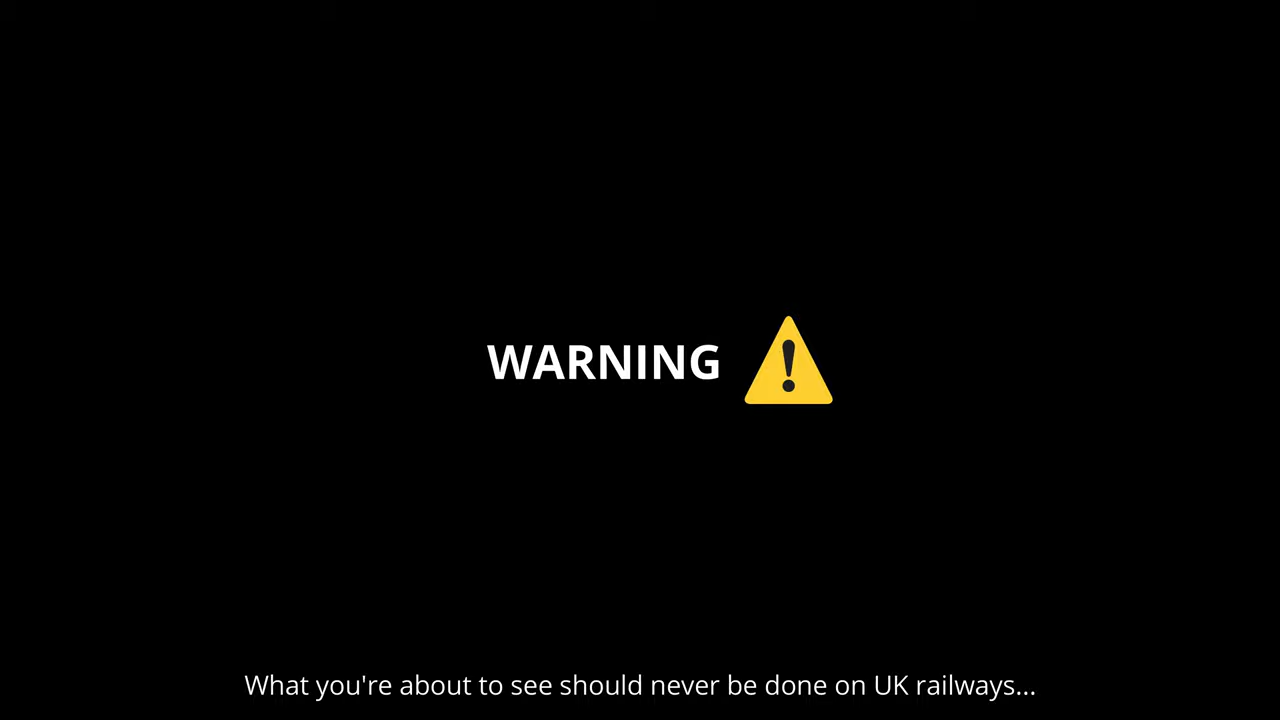 WARNING ⚠
What you're about to see should never be done on UK railways...